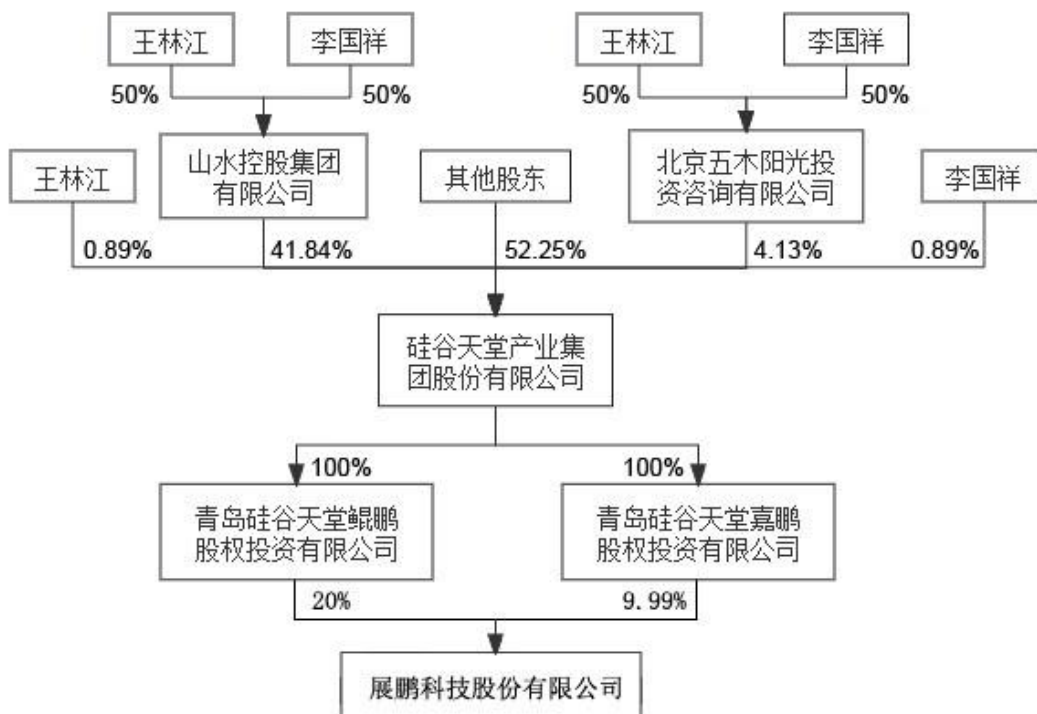 王林江
李国祥
王林江
李国祥
50%
50%
50%
50%
王林江
山水控股集团
有限公司
其他股东
北京五木阳光投
资咨询有限公司
李国祥
0.89%
41.84%
52.25%
4.13%
0.89%
硅谷天堂产业集
团股份有限公司
100%
100%
青岛硅谷天堂鲲鹏
股权投资有限公司
青岛硅谷天堂嘉鹏
股权投资有限公司
20%
9.99%
展鹏科技股份有限公司